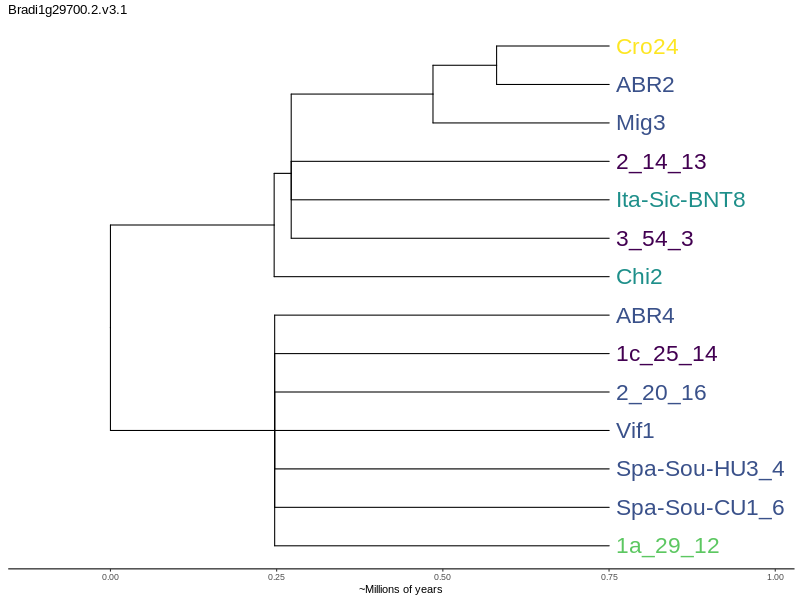 Bradi1g29700.2.v3.1
Cro24
ABR2
Mig3
2_14_13
Ita-Sic-BNT8
3_54_3
Chi2
ABR4
1c_25_14
2_20_16
Vif1
Spa-Sou-HU3_4
Spa-Sou-CU1_6
1a_29_12
0.00 0.25 0.50 0.75 1.00
~Millions of years